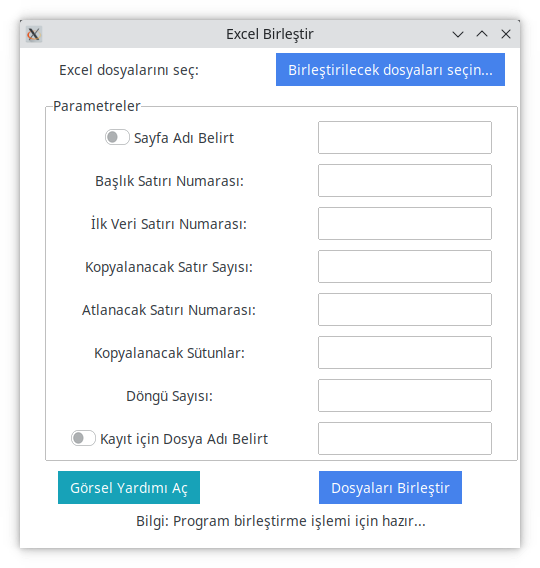 Excel Birleştir
Excel dosyalarını seç: Birleştirilecek dosyaları seçin...
Parametreler
Sayfa Adı Belirt
Başlık Satırı Numarası:
İlk Veri Satırı Numarası:
Kopyalanacak Satır Sayısı:
Atlanacak Satırı Numarası:
Kopyalanacak Sütunlar:
Döngü Sayısı:
Kayıt için Dosya Adı Belirt
Görsel Yardımı Aç Dosyaları Birleştir
Bilgi: Program birleştirme işlemi için hazır...